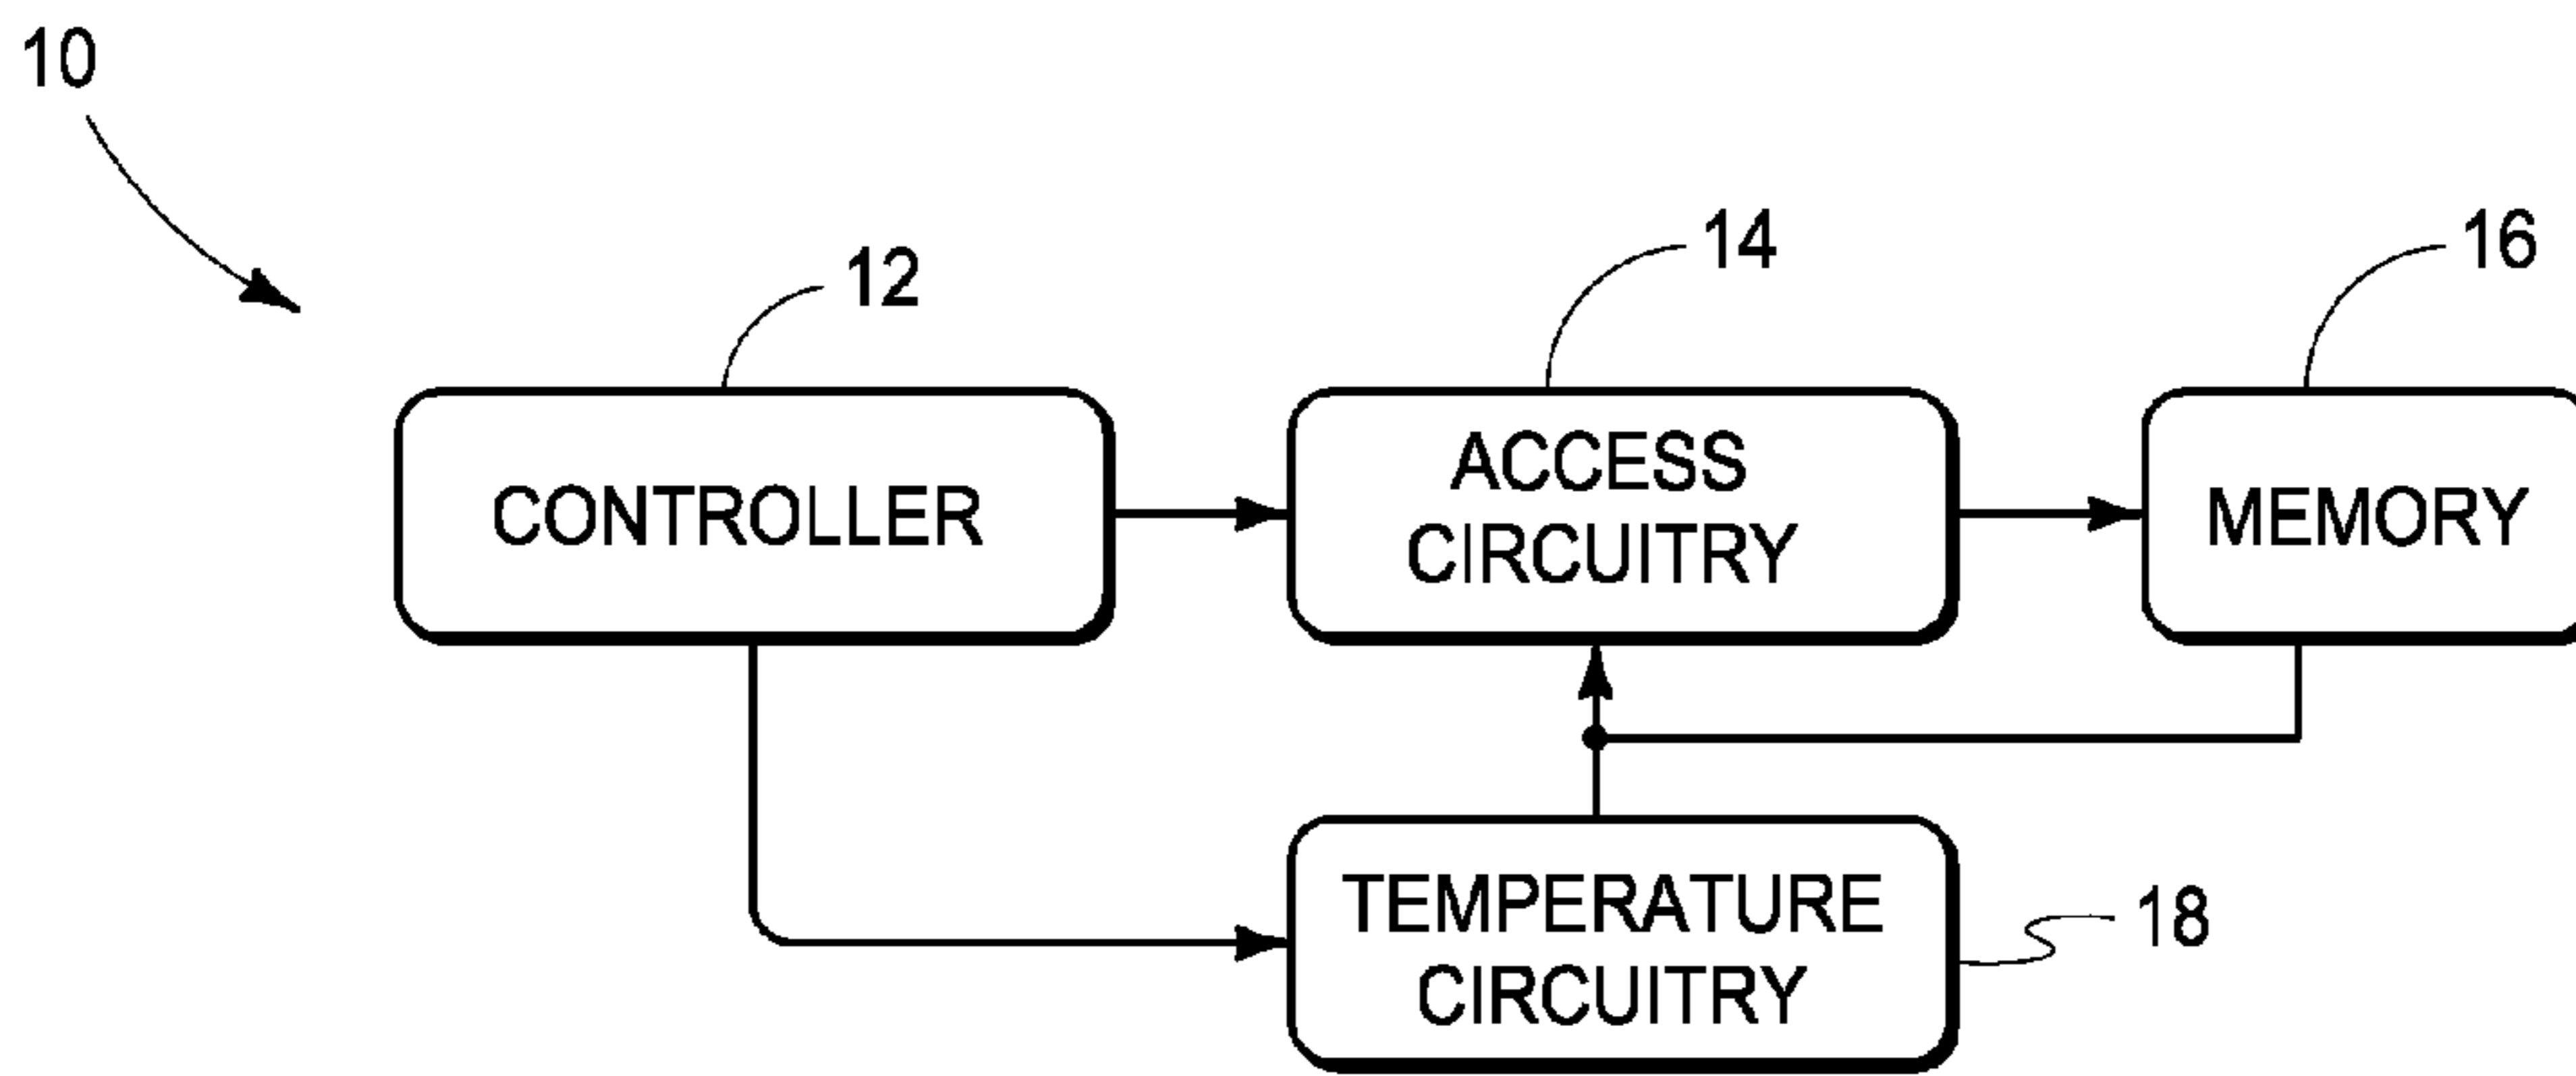 10
12
14
16
CONTROLLER
ACCESS
CIRCUITRY
MEMORY
TEMPERATURE
CIRCUITRY
18